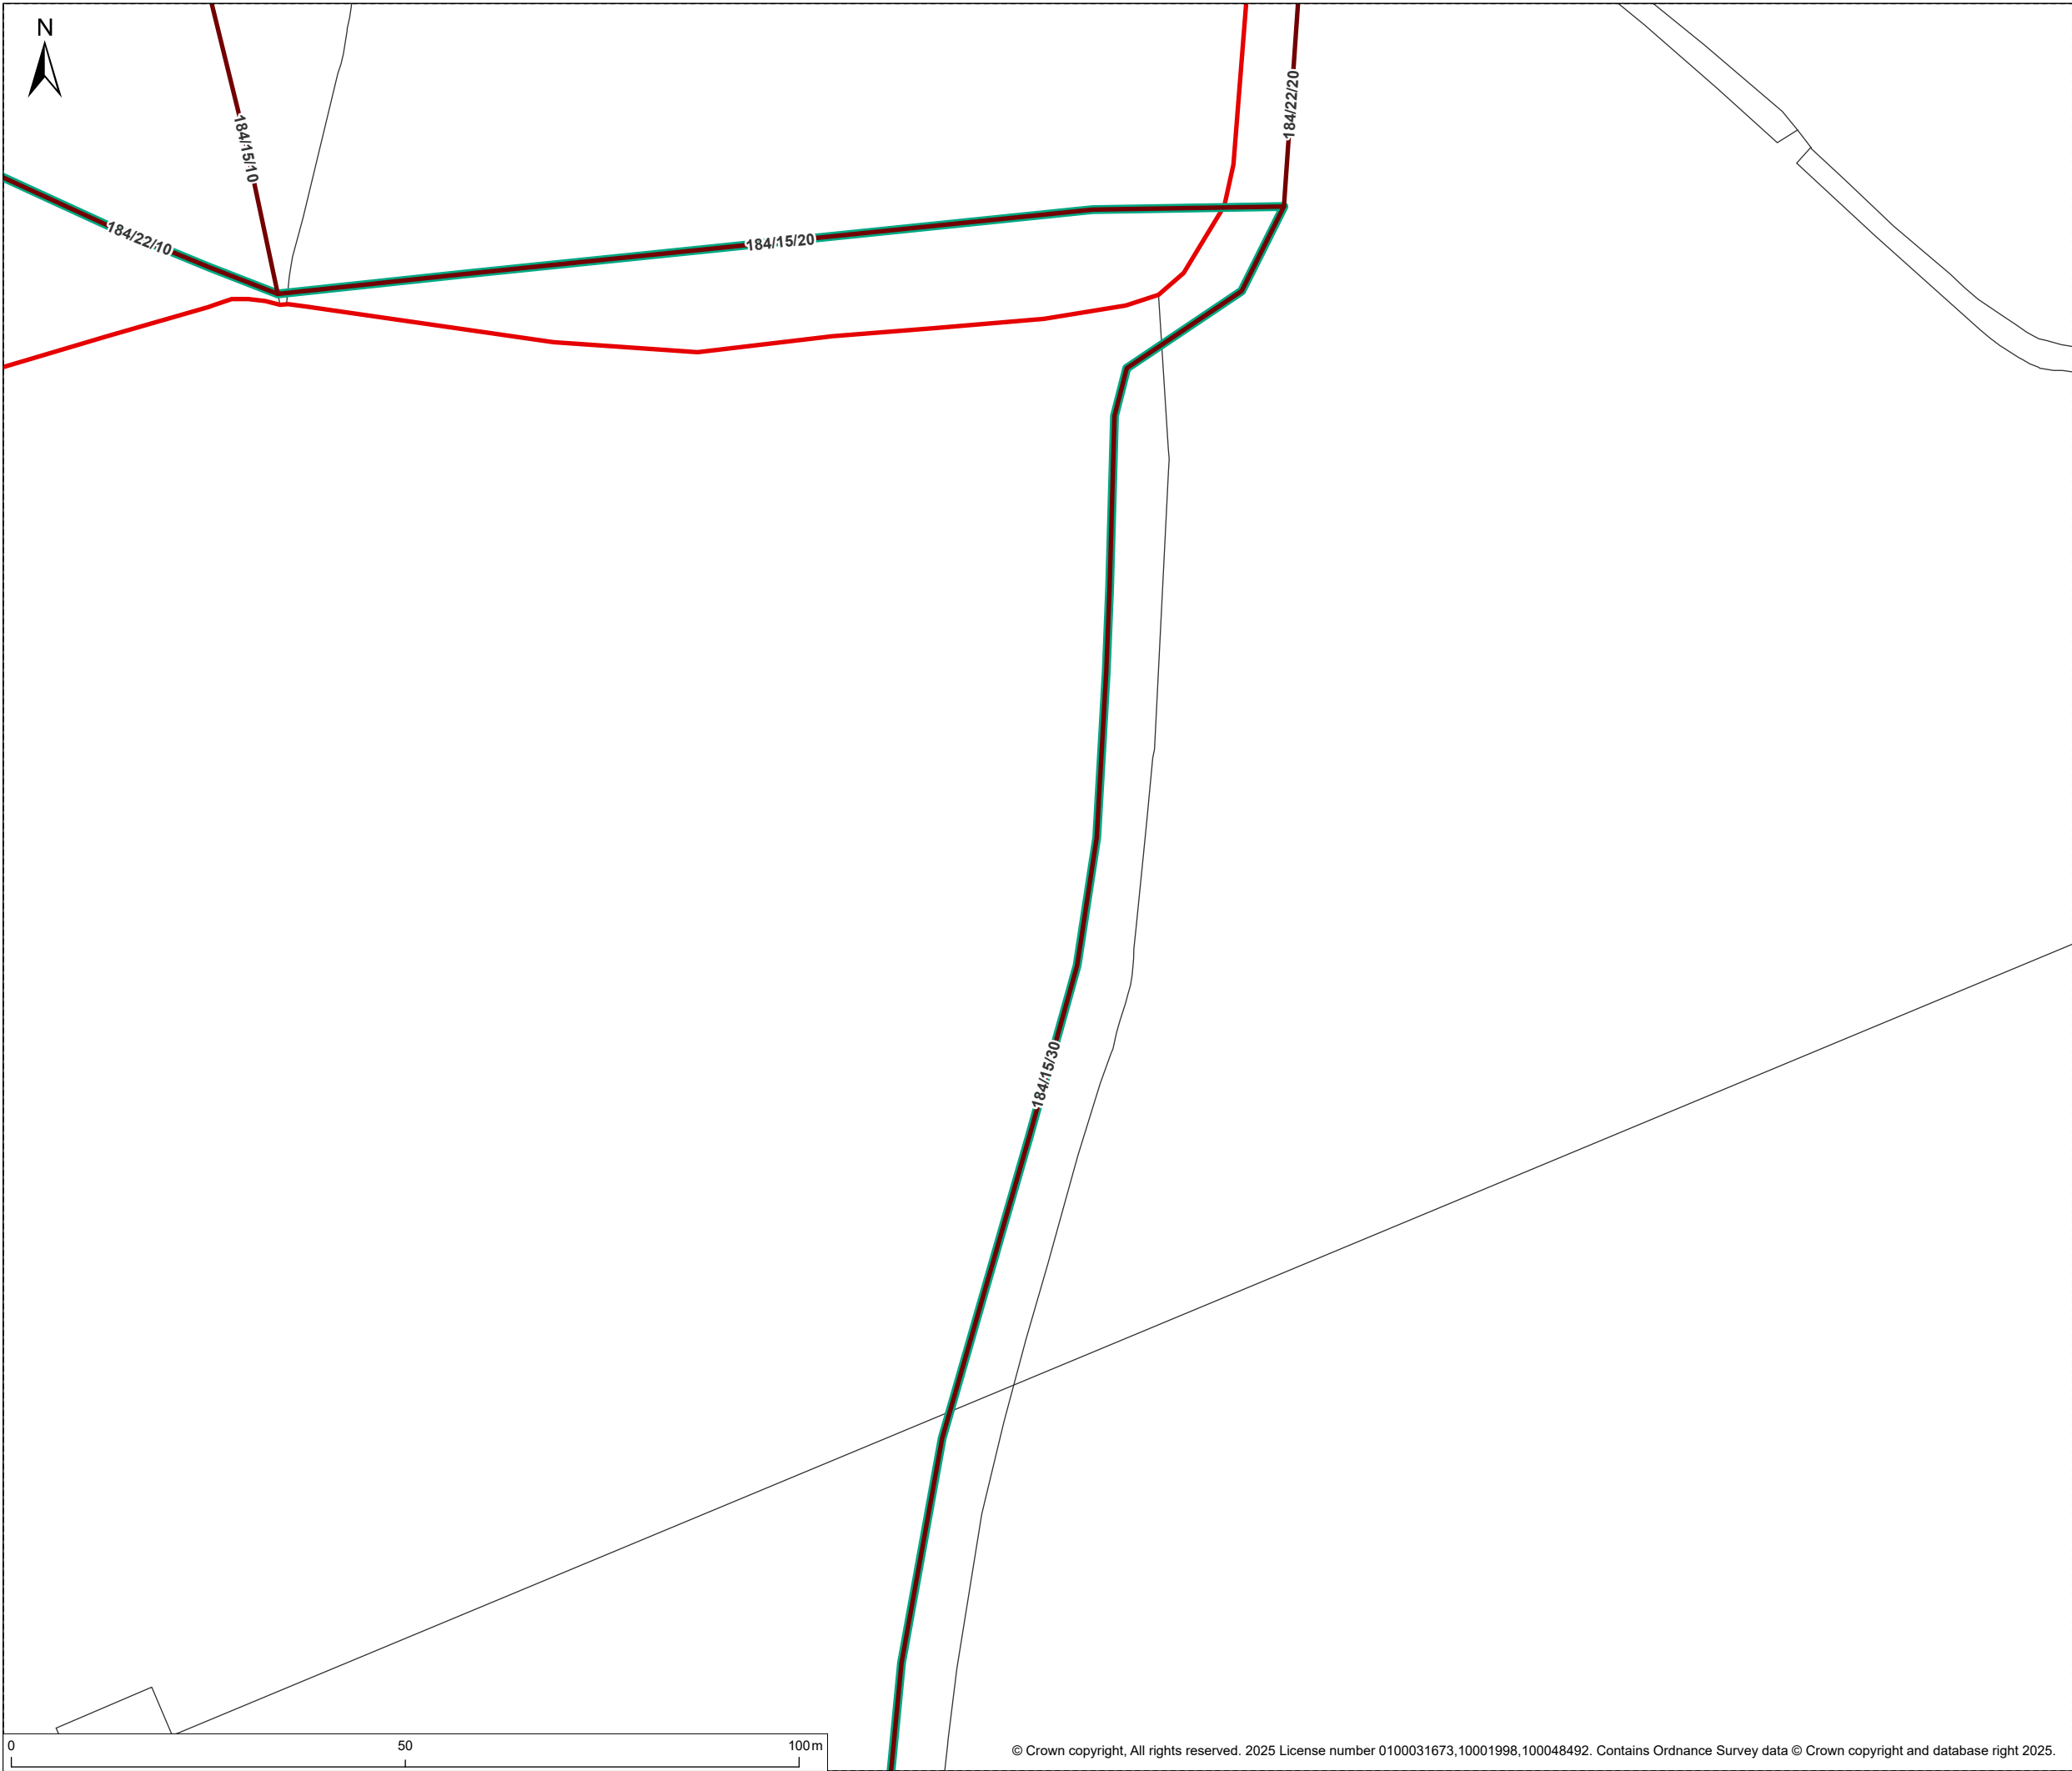 N
184/22/20
184/15/10
184/22/10
184/15/20
184/15/30
0 50 100m
© Crown copyright, All rights reserved. 2025 License number 0100031673,10001998,100048492. Contains Ordnance Survey data © Crown copyright and database right 2025.